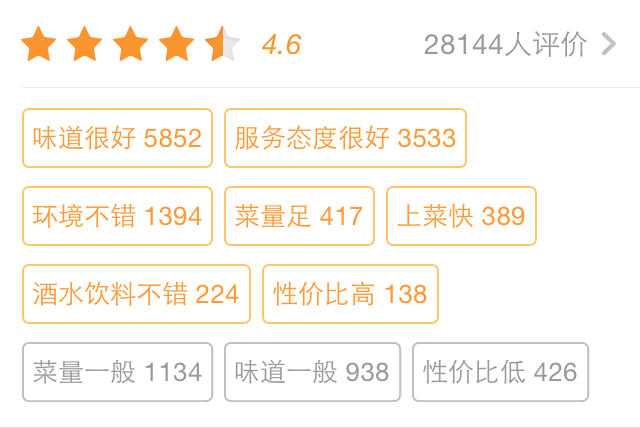 4.6 28144人评价
味道很好 5852 服务态度很好 3533
环境不错 1394 菜量足 417 上菜快 389
酒水饮料不错 224 性价比高 138
菜量一般 1134 味道一般 938 性价比低 426